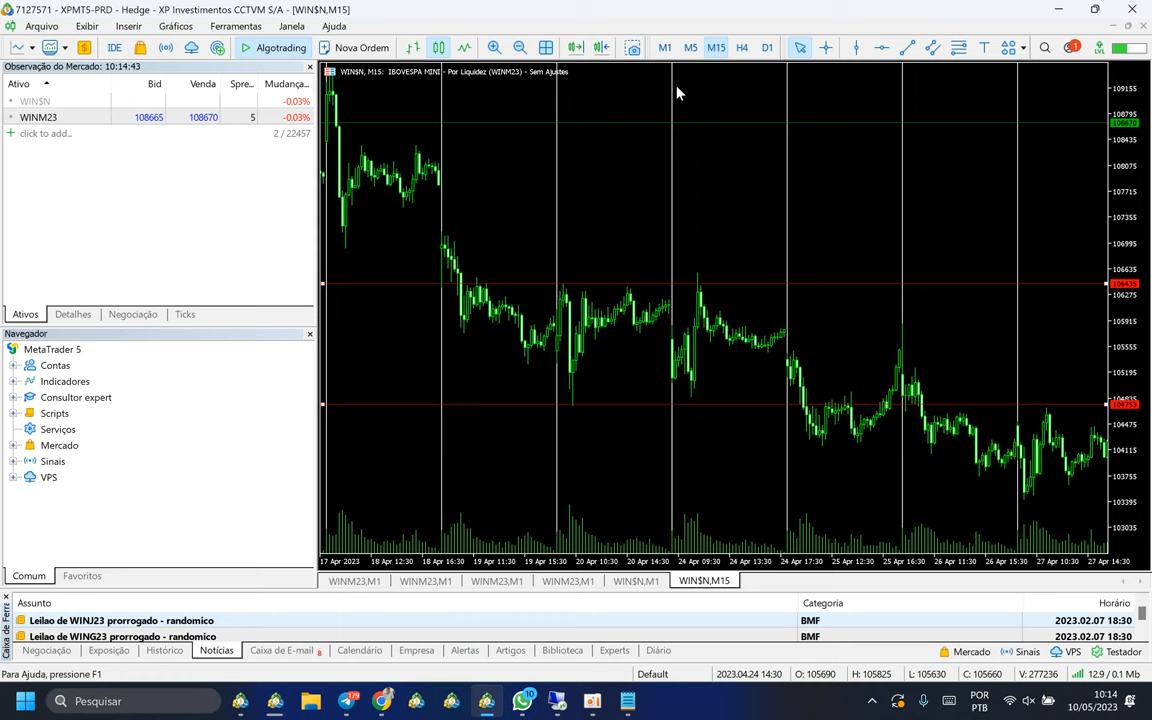 7127571 - XPMT5-PRD - Hedge - XP Investimentos CCTVM S/A - [WIN$N,M15]
Arquivo Exibir Inserir Gráficos Ferramentas Janela Ajuda
IDE Algotrading Nova Ordem M1 M5 M15 H4 D1 T 1 LVL
Observação do Mercado: 10:14:43
Ativo Bid Venda Spre... Mudança...
WIN$N -0.03%
WINM23 108665 108670 5 -0.03%
click to add... 2 / 22457
Ativos Detalhes Negociação Ticks
Navegador
MetaTrader 5
Contas
Indicadores
Consultor expert
Scripts
Serviços
Mercado
Sinais
VPS
Comum Favoritos
WIN$N, M15: IBOVESPA MINI - Por Liquidez (WINM23) - Sem Ajustes
109155
108795
108670
108435
108075
107715
107355
106995
106635
106435
106275
105915
105555
105195
104835
104753
104475
104115
103755
103395
103035
17 Apr 2023 18 Apr 12:30 18 Apr 16:30 19 Apr 11:30 19 Apr 15:30 20 Apr 10:30 20 Apr 14:30 24 Apr 09:30 24 Apr 13:30 24 Apr 17:30 25 Apr 12:30 25 Apr 16:30 26 Apr 11:30 26 Apr 15:30 27 Apr 10:30 27 Apr 14:30
WINM23,M1 WINM23,M1 WINM23,M1 WINM23,M1 WIN$N,M1 WIN$N,M15
Caixa de Ferra
Assunto Categoria Horário
Leilao de WINJ23 prorrogado - randomico BMF 2023.02.07 18:30
Leilao de WING23 prorrogado - randomico BMF 2023.02.07 18:30
Negociação Exposição Histórico Notícias Caixa de E-mail 8 Calendário Empresa Alertas Artigos Biblioteca Experts Diário Mercado Sinais VPS Testador
Para Ajuda, pressione F1 Default 2023.04.24 14:30 O: 105690 H: 105825 L: 105630 C: 105660 V: 277236 12.9 / 0.1 Mb
Pesquisar 179 10 POR PTB 10:14 10/05/2023